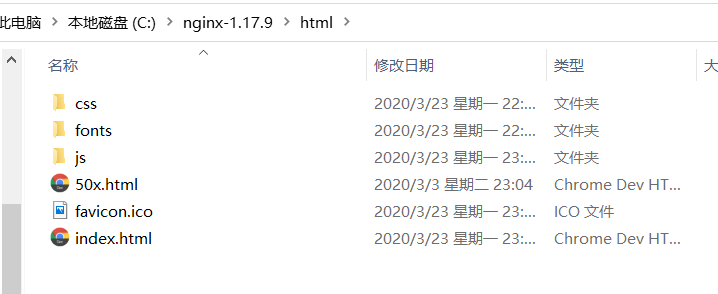 此电脑 > 本地磁盘 (C:) > nginx-1.17.9 > html >
名称 修改日期 类型 大
css 2020/3/23 星期一 22:... 文件夹
fonts 2020/3/23 星期一 22:... 文件夹
js 2020/3/23 星期一 23:... 文件夹
50x.html 2020/3/3 星期二 23:04 Chrome Dev HT...
favicon.ico 2020/3/23 星期一 23:... ICO 文件
index.html 2020/3/23 星期一 23:... Chrome Dev HT...